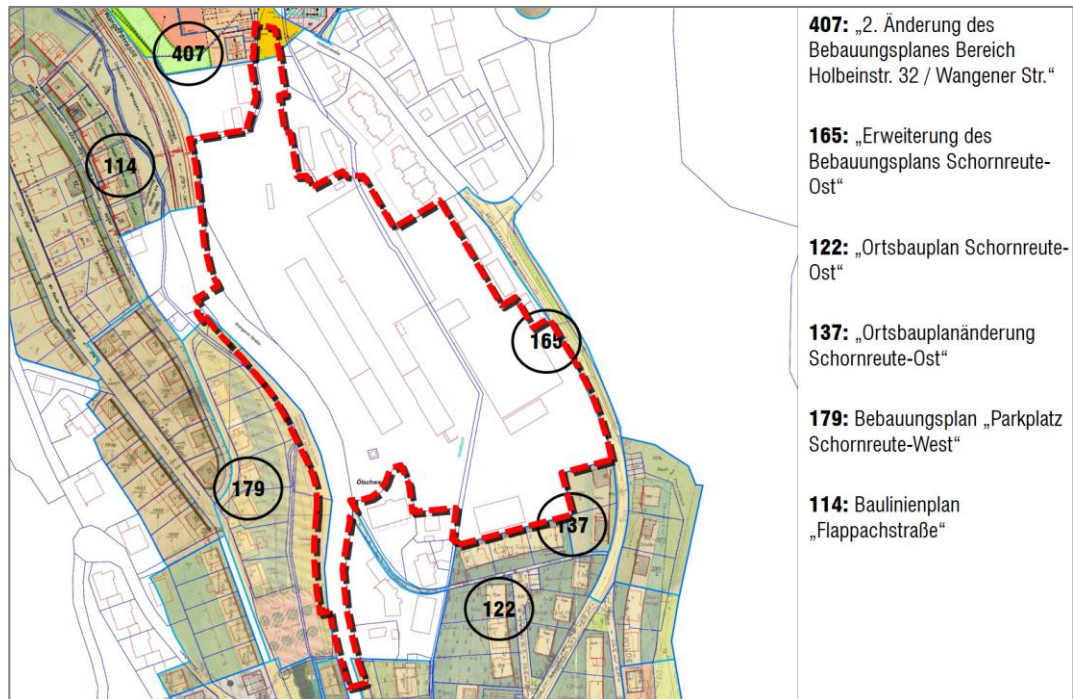 407
114
165
179
137
122
407: „2. Änderung des
Bebauungsplanes Bereich
Holbeinstr. 32 / Wangener Str.“
165: „Erweiterung des
Bebauungsplans Schornreute-
Ost“
122: „Ortsbauplan Schornreute-
Ost“
137: „Ortsbauplanänderung
Schornreute-Ost“
179: Bebauungsplan „Parkplatz
Schornreute-West“
114: Baulinienplan
„Flappachstraße“